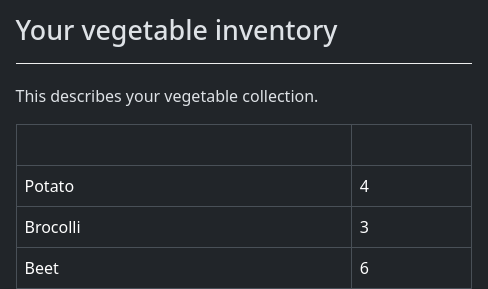 Your vegetable inventory
This describes your vegetable collection.
Potato 4
Brocolli 3
Beet 6